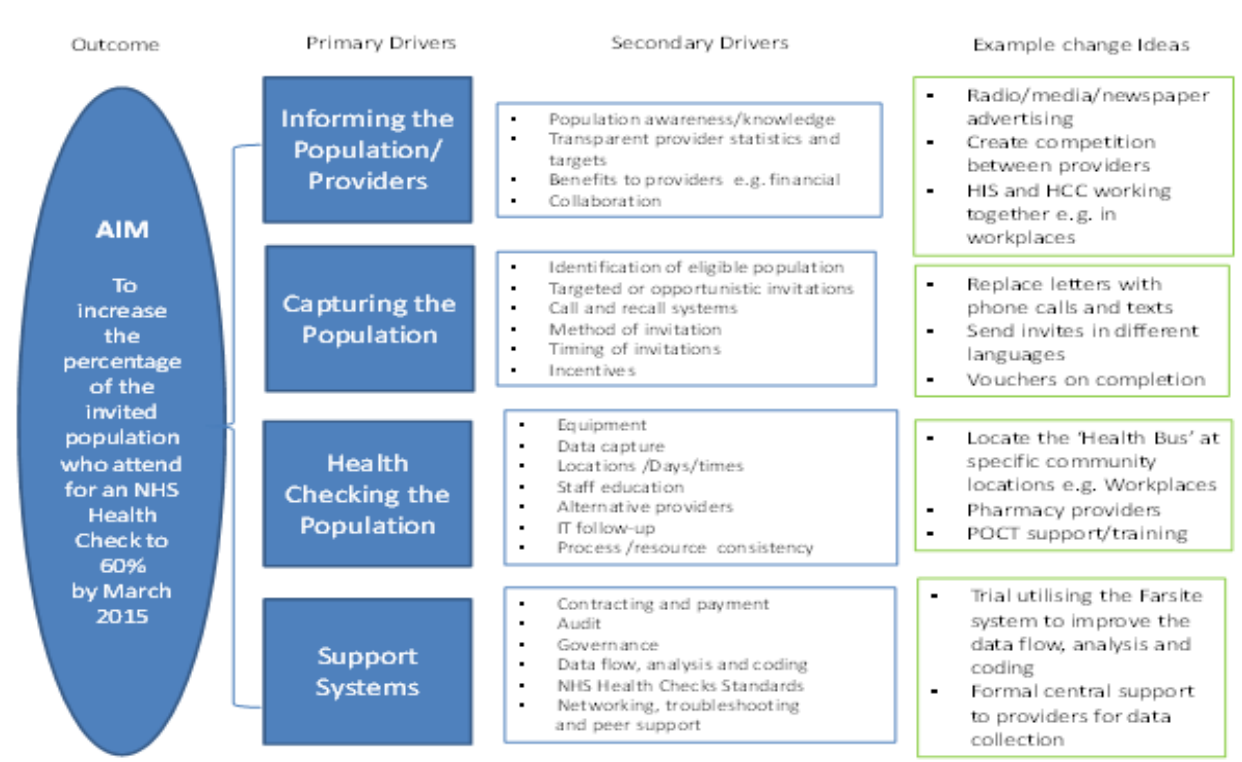 Outcome
Primary Drivers
Secondary Drivers
Example change Ideas
AIM
To
increase
the
percentage
of the
invited
population
who attend
for an NHS
Health
Check to
60%
by March
2015
Informing the
Population/
Providers
▪ Population awareness/knowledge
▪ Transparent provider statistics and
targets
▪ Benefits to providers e.g. financial
▪ Collaboration
▪ Radio/media/newspaper
advertising
▪ Create competition
between providers
▪ HIS and HCC working
together e.g. in
workplaces
Capturing the
Population
▪ Identification of eligible population
▪ Targeted or opportunistic invitations
▪ Call and recall systems
▪ Method of invitation
▪ Timing of invitations
▪ Incentives
▪ Replace letters with
phone calls and texts
▪ Send invites in different
languages
▪ Vouchers on completion
Health
Checking the
Population
▪ Equipment
▪ Data capture
▪ Locations /Days/times
▪ Staff education
▪ Alternative providers
▪ IT follow-up
▪ Process /resource consistency
▪ Locate the ‘Health Bus’ at
specific community
locations e.g. Workplaces
▪ Pharmacy providers
▪ POCT support/training
Support
Systems
▪ Contracting and payment
▪ Audit
▪ Governance
▪ Data flow, analysis and coding
▪ NHS Health Checks Standards
▪ Networking, troubleshooting
and peer support
▪ Trial utilising the Farsite
system to improve the
data flow, analysis and
coding
▪ Formal central support
to providers for data
collection